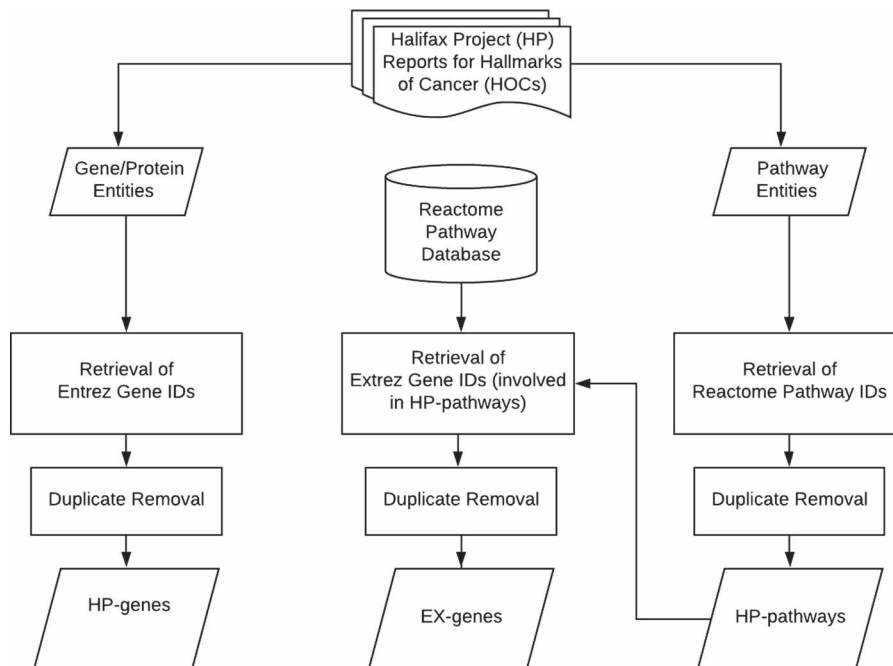 Halifax Project (HP)
Reports for Hallmarks
of Cancer (HOCs)
Gene/Protein
Entities
Pathway
Entities
Reactome
Pathway
Database
Retrieval of
Entrez Gene IDs
Retrieval of
Extrez Gene IDs (involved
in HP-pathways)
Retrieval of
Reactome Pathway IDs
Duplicate Removal
Duplicate Removal
Duplicate Removal
HP-genes
EX-genes
HP-pathways